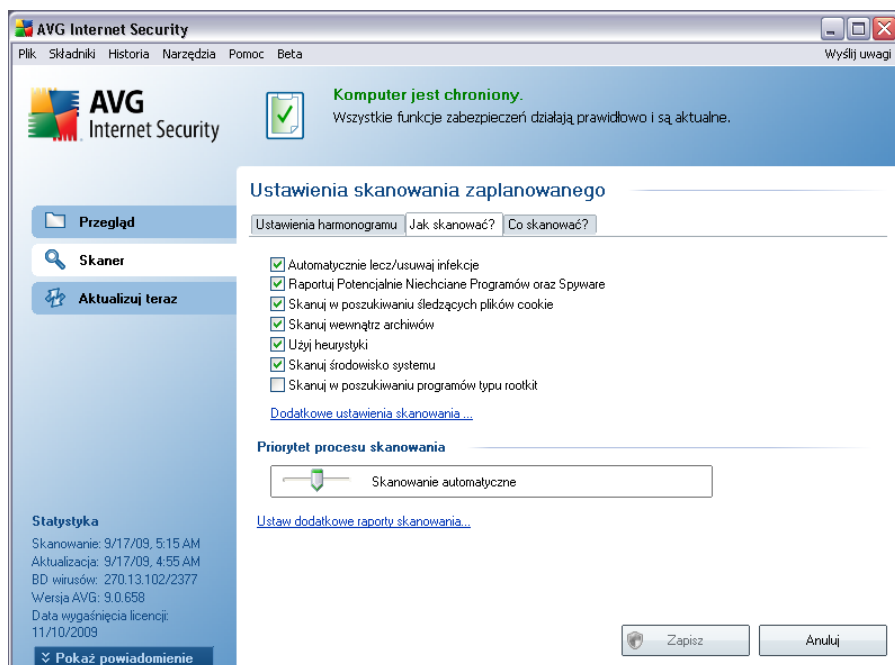 AVG Internet Security
Plik Składniki Historia Narzędzia Pomoc Beta Wyślij uwagi
AVG
Internet Security
Komputer jest chroniony.
Wszystkie funkcje zabezpieczeń działają prawidłowo i są aktualne.
Przegląd
Skaner
Aktualizuj teraz
Ustawienia skanowania zaplanowanego
Ustawienia harmonogramu Jak skanować? Co skanować?
Automatycznie lecz/usuwaj infekcje
Raportuj Potencjalnie Niechciane Programów oraz Spyware
Skanuj w poszukiwaniu śledzących plików cookie
Skanuj wewnątrz archiwów
Użyj heurystyki
Skanuj środowisko systemu
Skanuj w poszukiwaniu programów typu rootkit
Dodatkowe ustawienia skanowania ...
Priorytet procesu skanowania
Skanowanie automatyczne
Ustaw dodatkowe raporty skanowania...
Statystyka
Skanowanie: 9/17/09, 5:15 AM
Aktualizacja: 9/17/09, 4:55 AM
BD wirusów: 270.13.102/2377
Wersja AVG: 9.0.658
Data wygaśnięcia licencji:
11/10/2009
Pokaż powiadomienie
Zapisz Anuluj